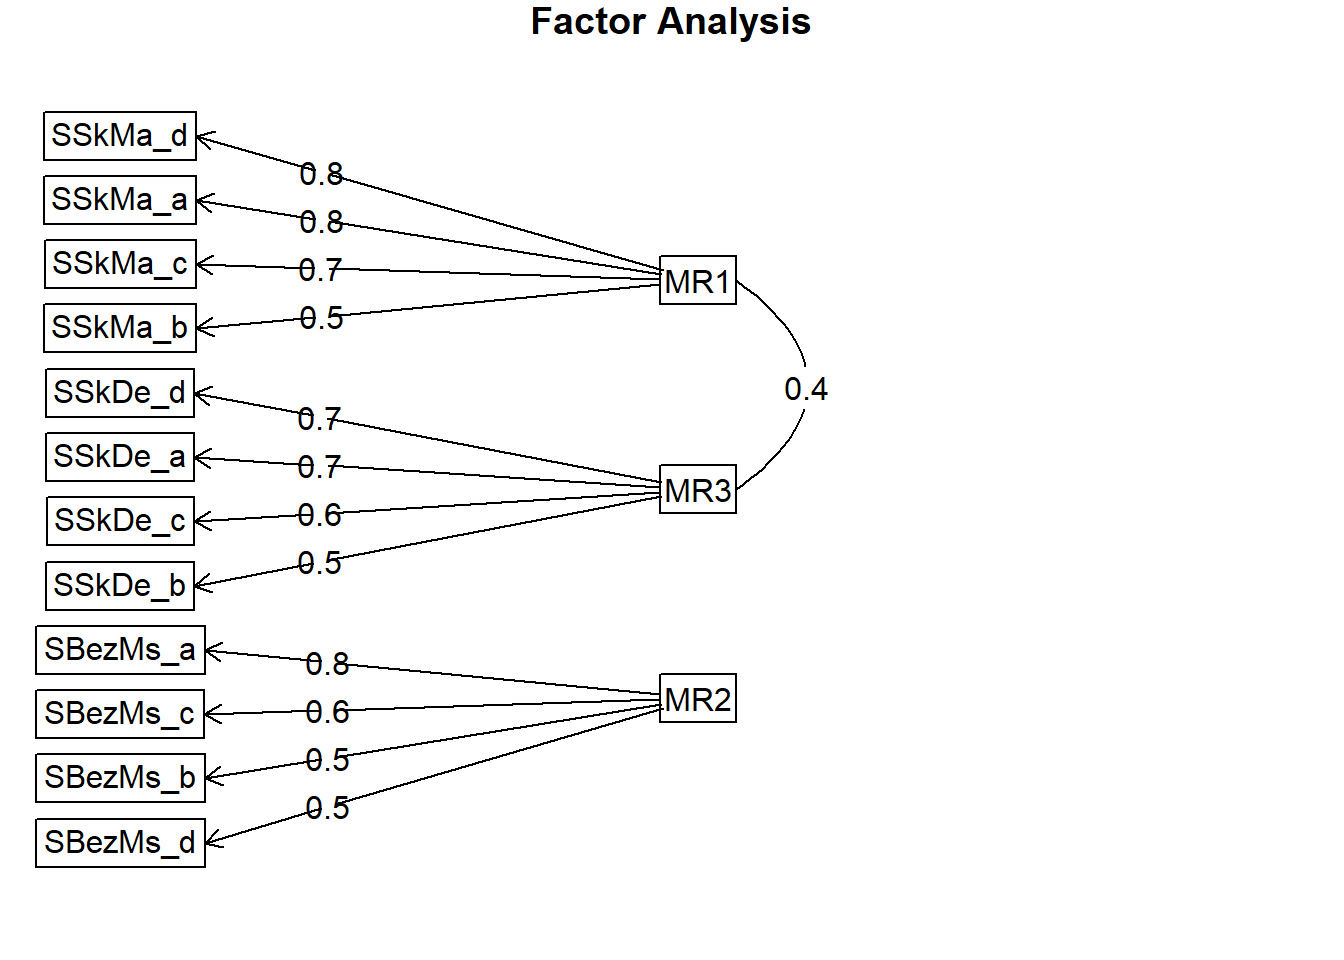 Factor Analysis
SSkMa_d
SSkMa_a
SSkMa_c
SSkMa_b
SSkDe_d
SSkDe_a
SSkDe_c
SSkDe_b
SBezMs_a
SBezMs_c
SBezMs_b
SBezMs_d
0.8
0.8
0.7
0.5
0.7
0.7
0.6
0.5
0.8
0.6
0.5
0.5
MR1
MR3
MR2
0.4